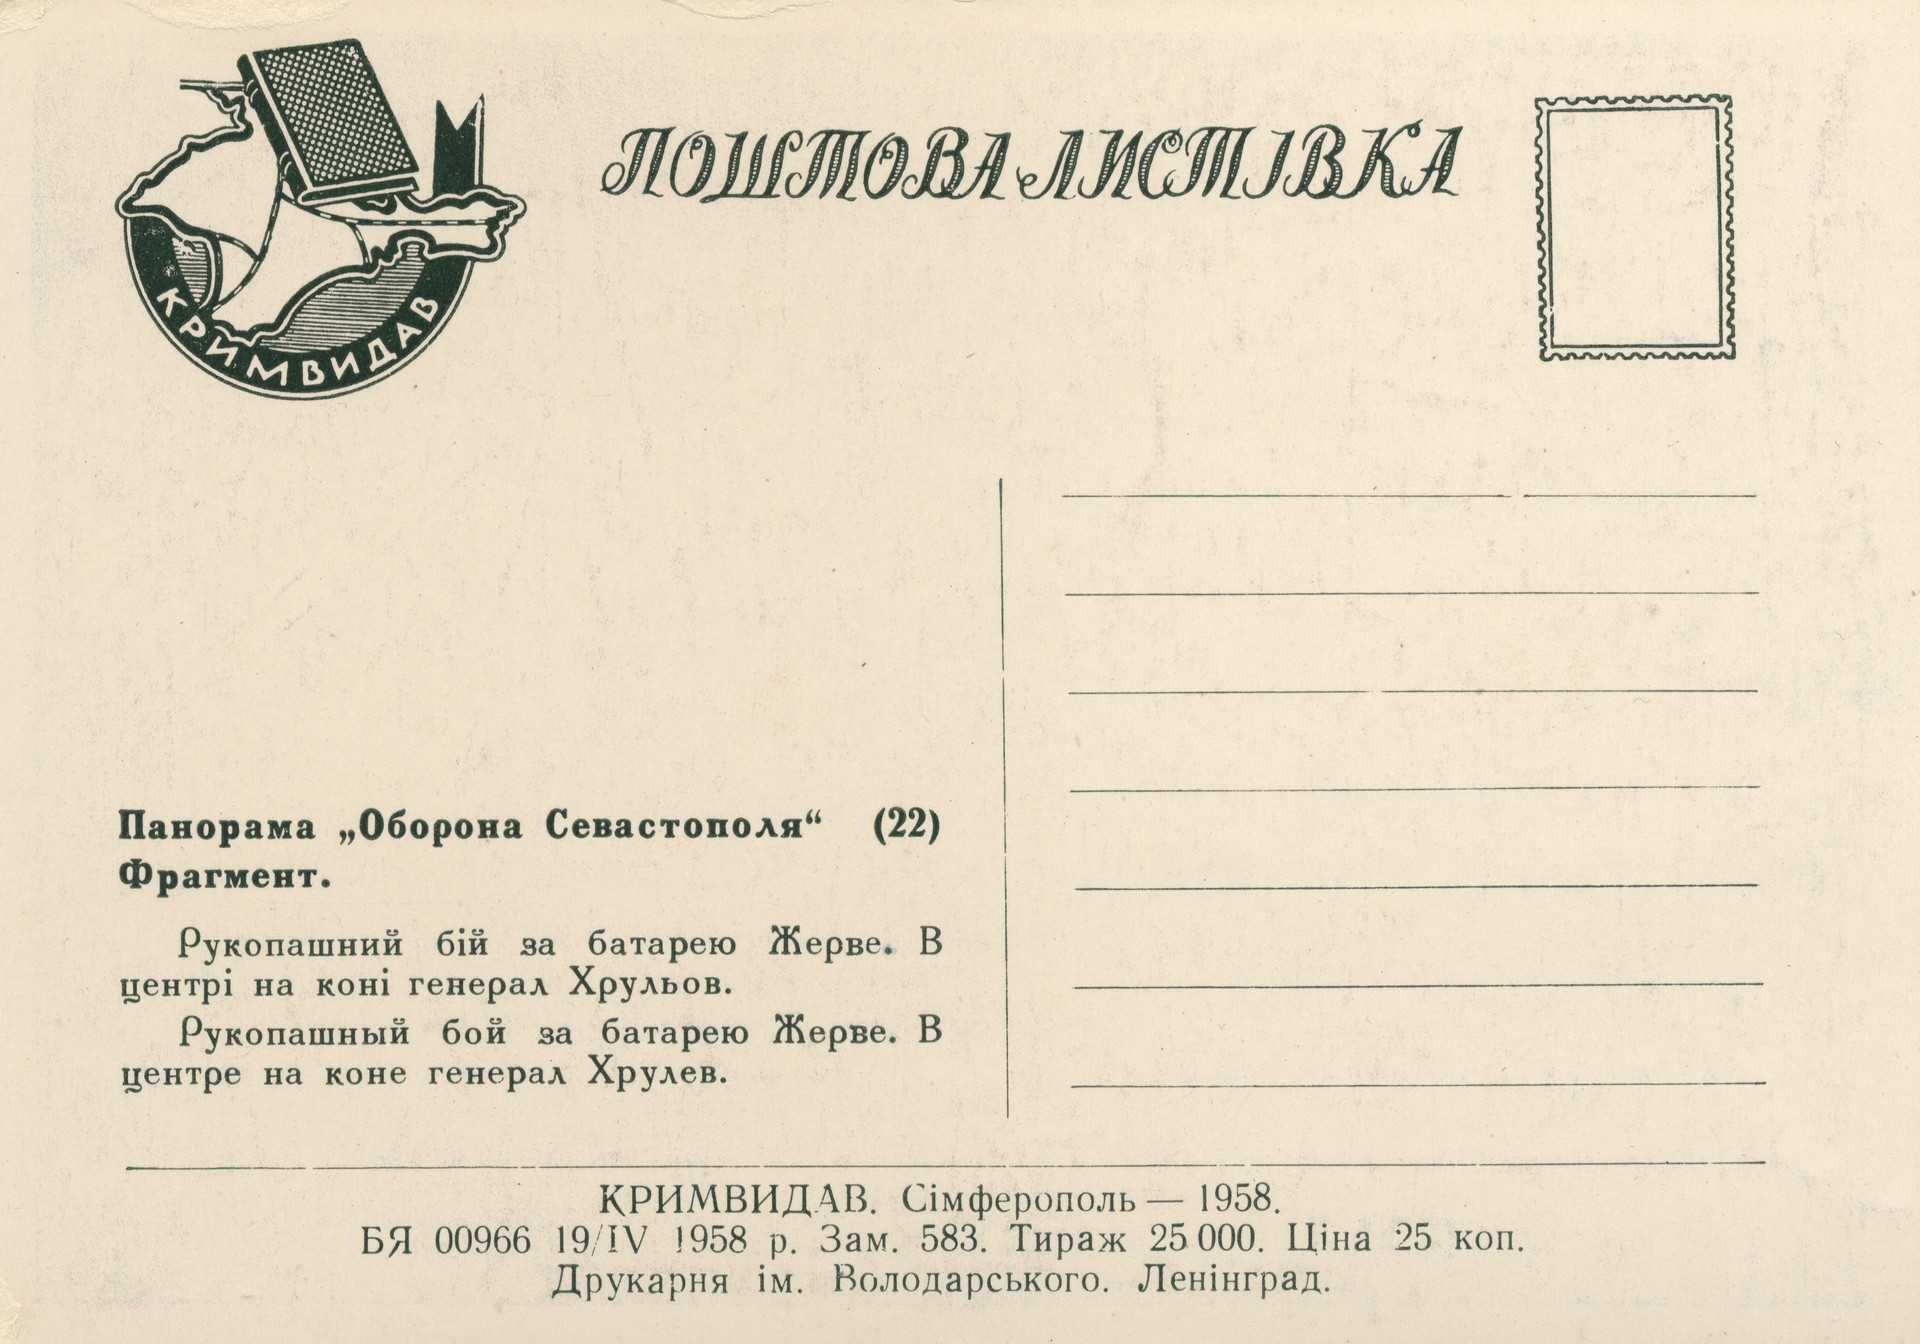 КРИМВИДАВ
ПОШТОВА ЛИСТІВКА
Панорама „Оборона Севастополя“ (22)
Фрагмент.
Рукопашний бій за батарею Жерве. В
центрі на коні генерал Хрульов.
Рукопашный бой за батарею Жерве. В
центре на коне генерал Хрулев.
КРИМВИДАВ. Сімферополь — 1958.
БЯ 00966 19/IV 1958 р. Зам. 583. Тираж 25 000. Ціна 25 коп.
Друкарня ім. Володарського. Ленінград.